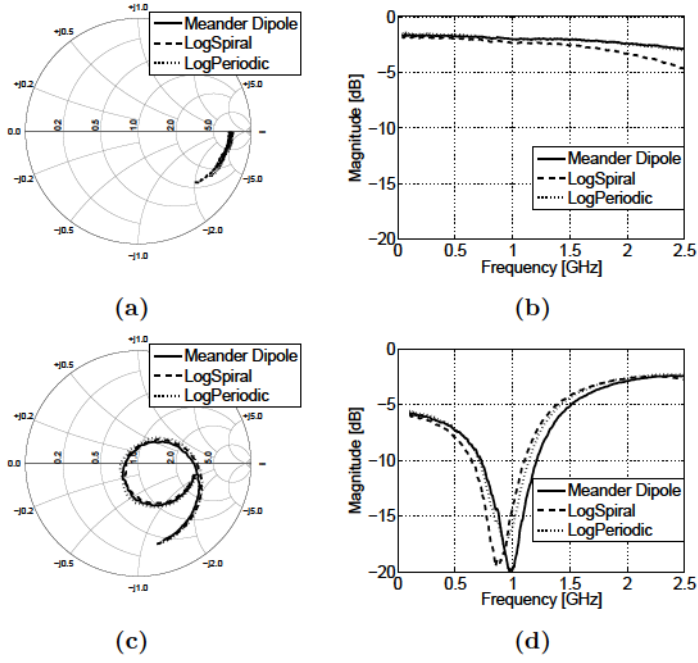 +j1.0
Meander Dipole
LogSpiral
LogPeriodic
+j0.5
+j0.2
+j5.0
0.0
0.2
0.5
1.0
2.0
5.0
∞
−j0.2
−j5.0
−j0.5
−j2.0
−j1.0
(a)
0
−5
−10
−15
−20
Magnitude [dB]
Meander Dipole
LogSpiral
LogPeriodic
0
0.5
1
1.5
2
2.5
Frequency [GHz]
(b)
+j1.0
Meander Dipole
LogSpiral
LogPeriodic
+j0.5
+j0.2
+j5.0
0.0
0.2
0.5
1.0
2.0
5.0
∞
−j0.2
−j5.0
−j0.5
−j2.0
−j1.0
(c)
0
−5
−10
−15
−20
Magnitude [dB]
Meander Dipole
LogSpiral
LogPeriodic
0
0.5
1
1.5
2
2.5
Frequency [GHz]
(d)